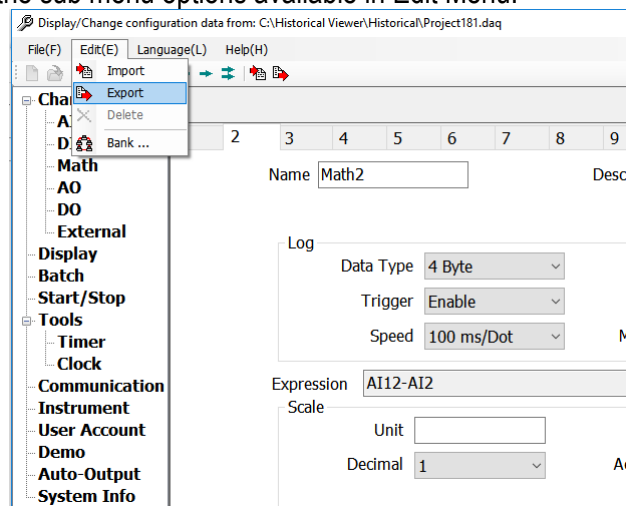 the sub menu options available in Edit Menu.
Display/Change configuration data from: C:\Historical Viewer\Historical\Project181.daq
File(F) Edit(E) Language(L) Help(H)
Import
Export
Delete
Bank ...
Math
AO
DO
External
Display
Batch
Start/Stop
Tools
Timer
Clock
Communication
Instrument
User Account
Demo
Auto-Output
System Info
2 3 4 5 6 7 8 9
Name Math2
Log
Data Type 4 Byte
Trigger Enable
Speed 100 ms/Dot
Expression AI12-AI2
Scale
Unit
Decimal 1